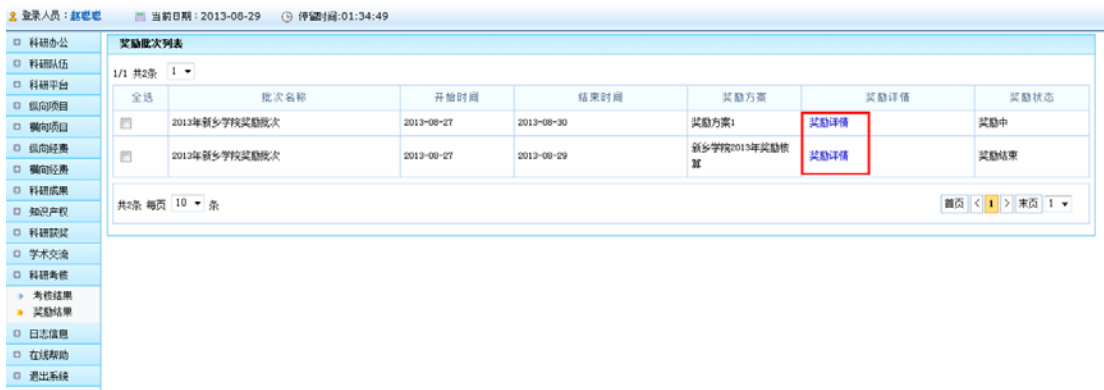 登录人员：赵聪聪 当前日期：2013-08-29 停留时间:01:34:49
科研办公
科研队伍
科研平台
纵向项目
横向项目
纵向经费
横向经费
科研成果
知识产权
科研获奖
学术交流
科研考核
考核结果
奖励结果
日志信息
在线帮助
退出系统
奖励批次列表
1/1 共2条 1
全选 批次名称 开始时间 结束时间 奖励方案 奖励详情 奖励状态
2013年新乡学院奖励批次 2013-08-27 2013-08-30 奖励方案1 奖励详情 奖励中
2013年新乡学院奖励批次 2013-08-27 2013-08-29 新乡学院2013年奖励核 奖励详情 奖励结束
算
共2条 每页 10 条 首页 < 1 > 末页 1